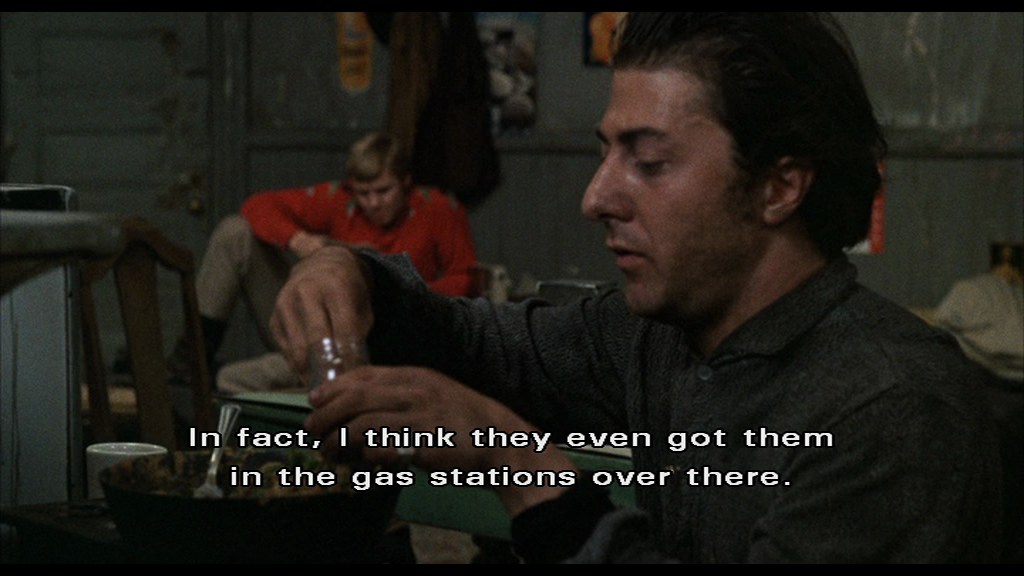 In fact, I think they even got them
in the gas stations over there.